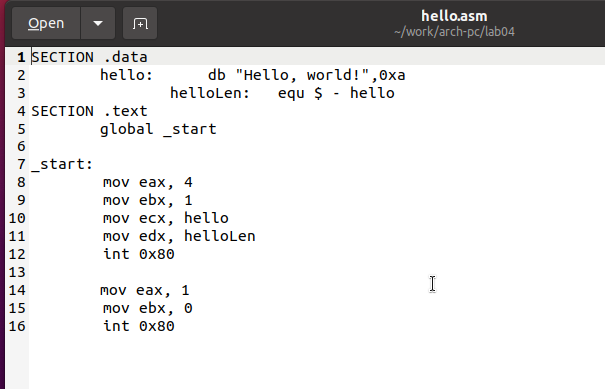 Open
hello.asm
~/work/arch-pc/lab04
1 SECTION .data
2 hello: db "Hello, world!",0xa
3 helloLen: equ $ - hello
4 SECTION .text
5 global _start
6
7 _start:
8 mov eax, 4
9 mov ebx, 1
10 mov ecx, hello
11 mov edx, helloLen
12 int 0x80
13
14 mov eax, 1
15 mov ebx, 0
16 int 0x80